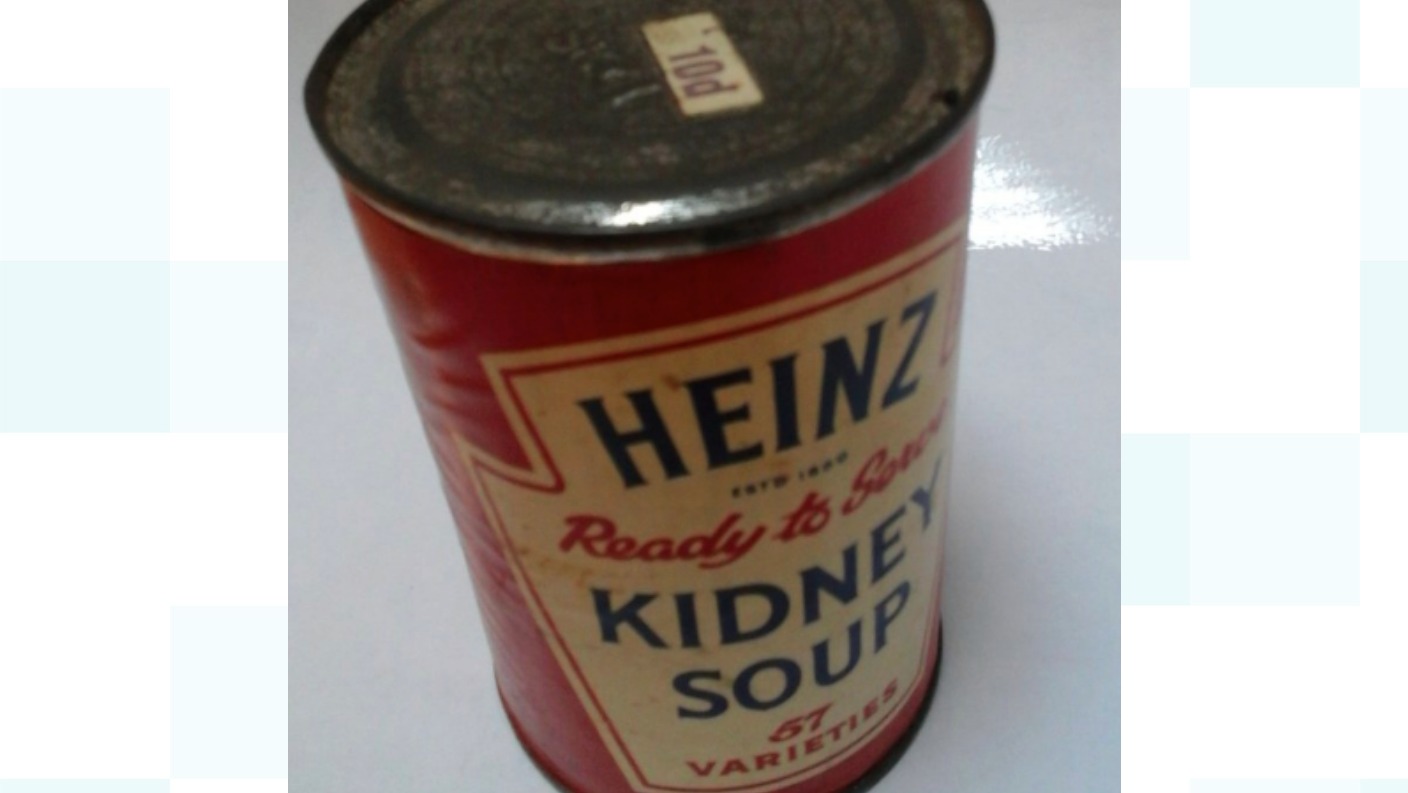 10d
HEINZ
ESTD 1869
Ready to Serve
KIDNEY
SOUP
57
VARIETIES